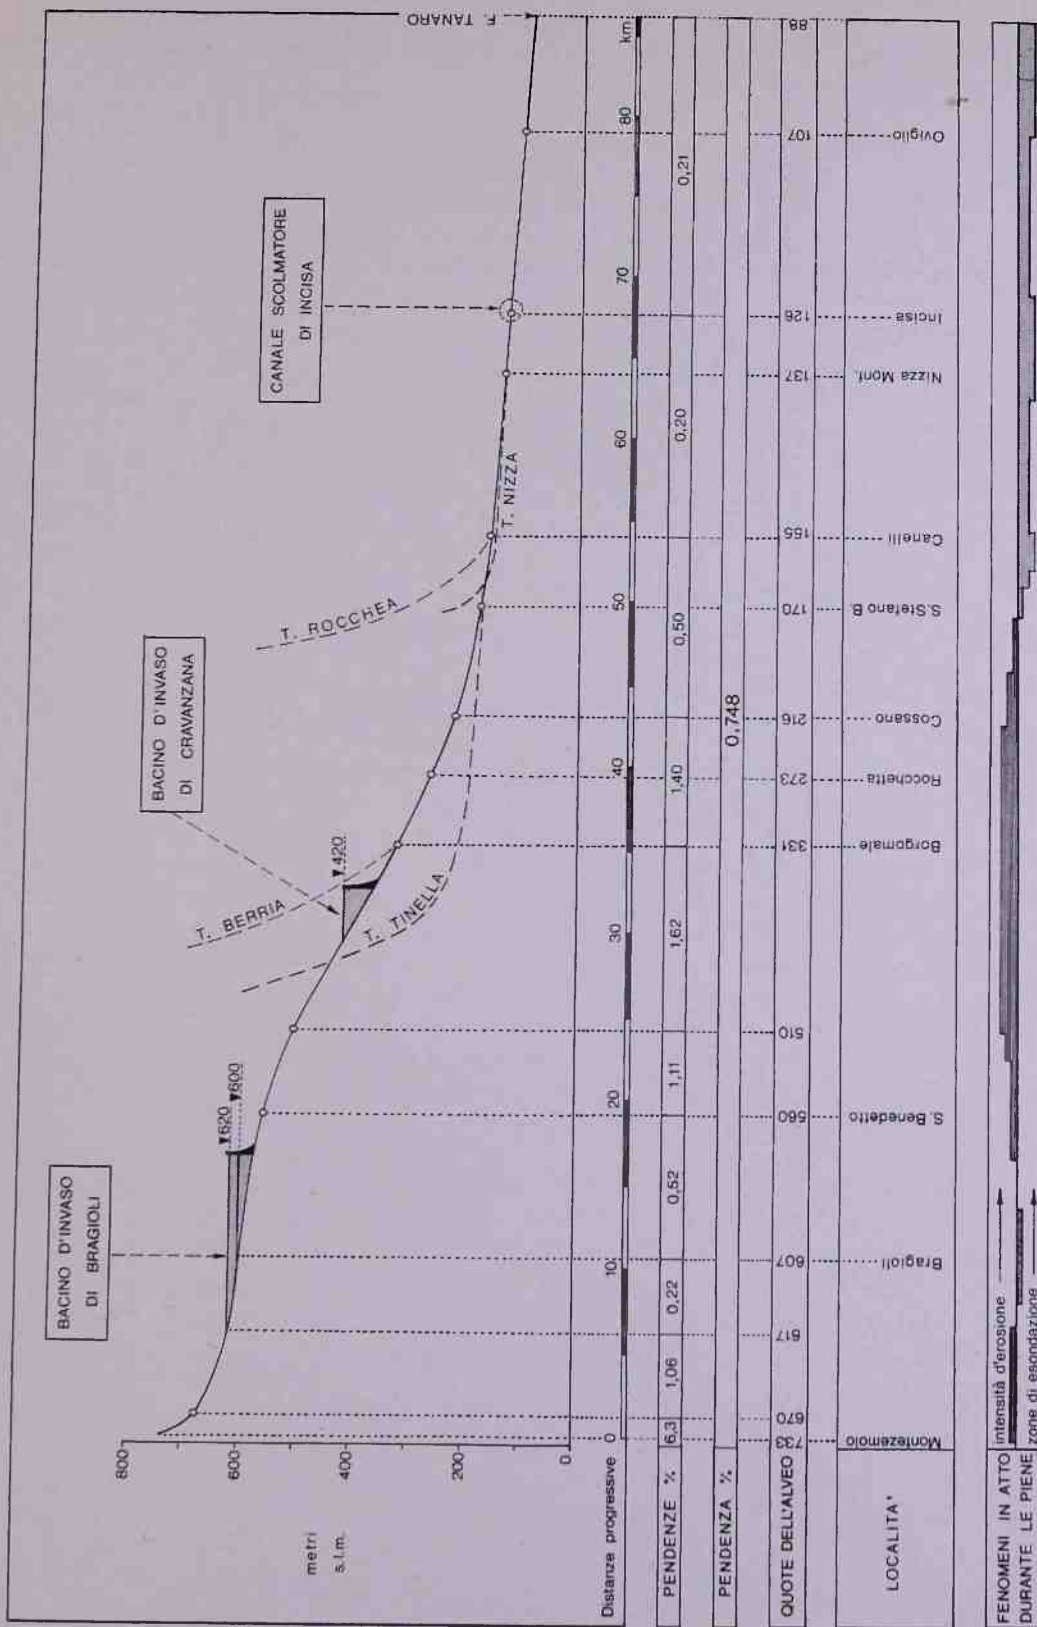 BACINO D'INVASO
DI BRAGIOLI
BACINO D'INVASO
DI CRAVANZANA
CANALE SCOLMATORE
DI INCISA
F. TANARO
620
600
420
T. BERRIA
T. TINELLA
T. ROCCHEA
T. NIZZA
metri
s.l.m.
800
600
400
200
0
Distanze progressive 0 10 20 30 40 50 60 70 80 km
PENDENZE % 6,3 1,06 0,22 0,52 1,11 1,62 1,40 0,50 0,20 0,21
PENDENZA % 0,748
QUOTE DELL'ALVEO 733 670 617 607 560 510 331 273 216 170 155 137 126 107 88
LOCALITA' Montezemolo Bragioli S. Benedetto Borgomale Rocchetta Cossano S.Stefano B. Canelli Nizza Monf. Incisa Oviglio
FENOMENI IN ATTO intensità d'erosione
DURANTE LE PIENE zone di esondazione